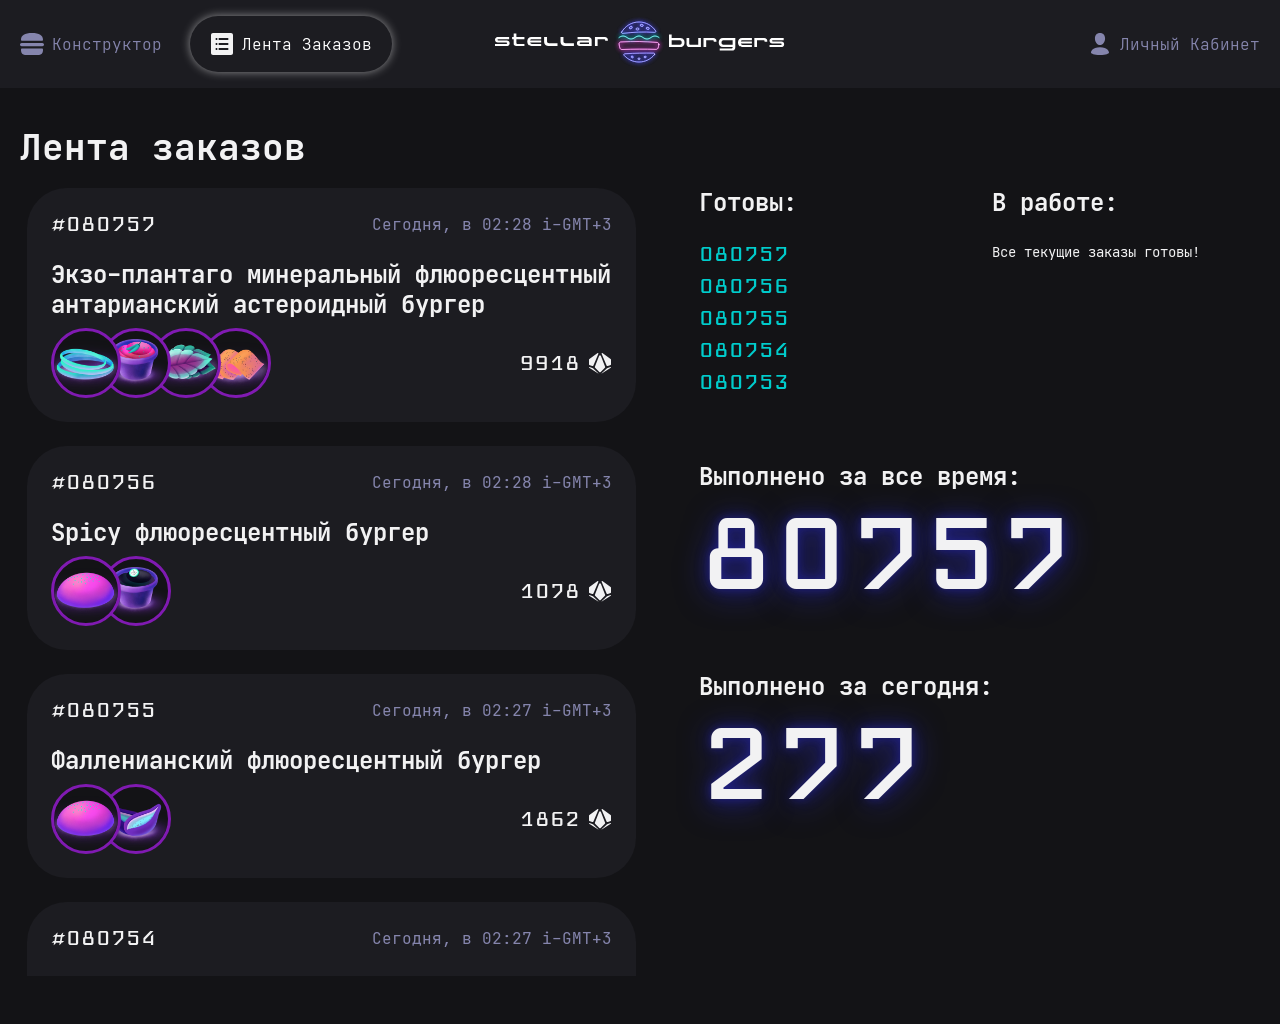 Конструктор
Лента Заказов
stellar burgers
Личный Кабинет
Лента заказов
#080757
Сегодня, в 02:28 i-GMT+3
Экзо-плантаго минеральный флюоресцентный
антарианский астероидный бургер
9918
#080756
Сегодня, в 02:28 i-GMT+3
Spicy флюоресцентный бургер
1078
#080755
Сегодня, в 02:27 i-GMT+3
Фалленианский флюоресцентный бургер
1862
#080754
Сегодня, в 02:27 i-GMT+3
Готовы:
080757
080756
080755
080754
080753
В работе:
Все текущие заказы готовы!
Выполнено за все время:
80757
Выполнено за сегодня:
277